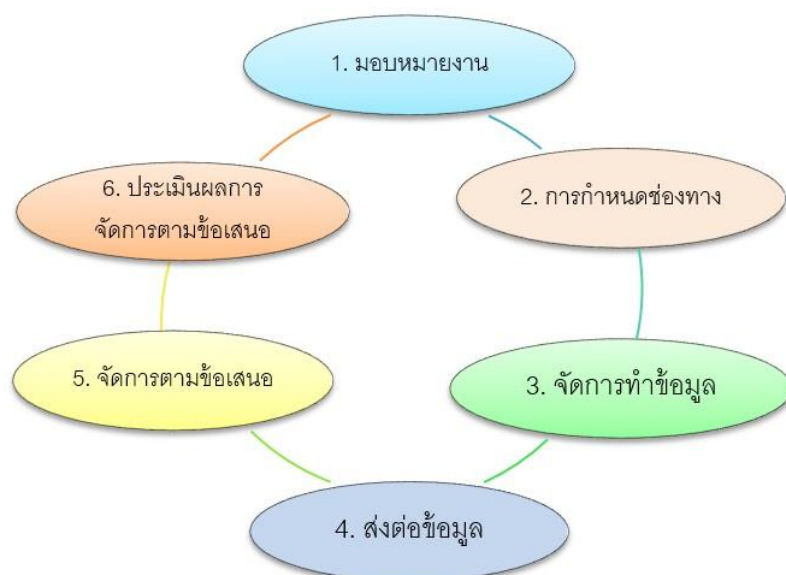 1. มอบหมายงาน
2. การกำหนดช่องทาง
3. จัดการทำข้อมูล
4. ส่งต่อข้อมูล
5. จัดการตามข้อเสนอ
6. ประเมินผลการ
จัดการตามข้อเสนอ